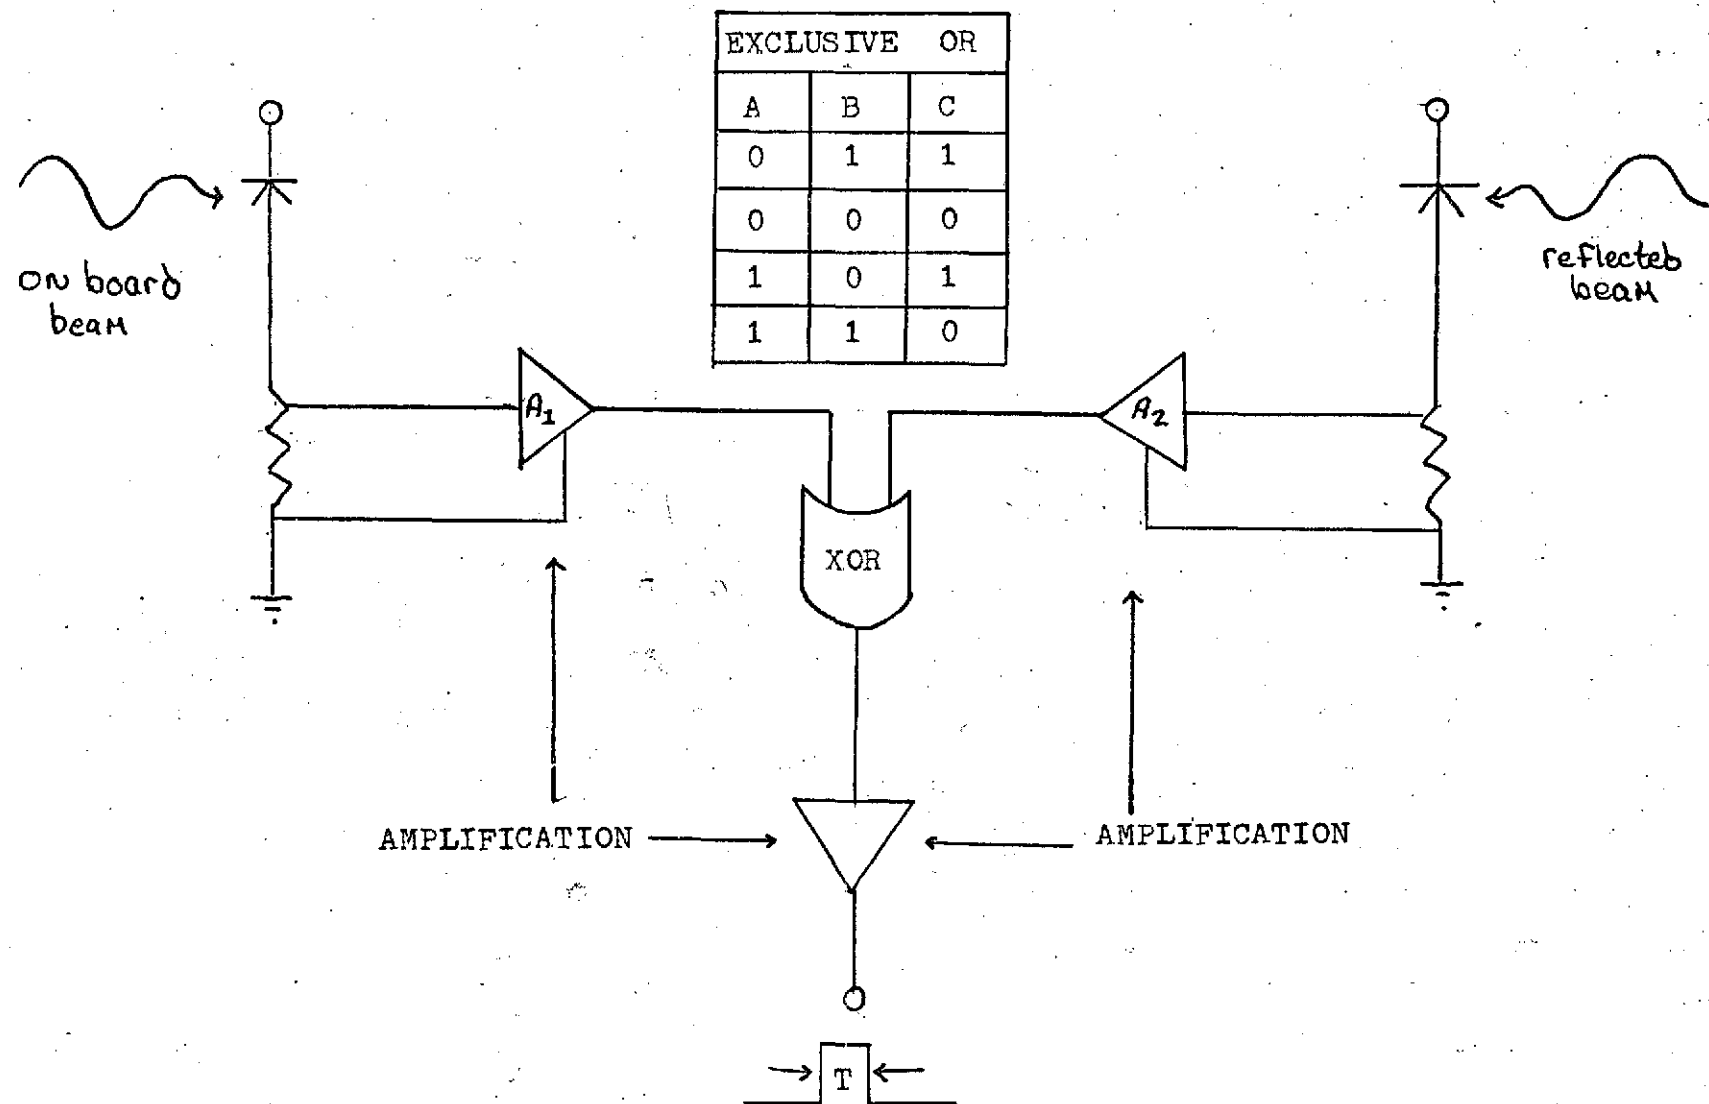 EXCLUSIVE OR
A B C
0 1 1
0 0 0
1 0 1
1 1 0
on board
beam
reflected
beam
A1
A2
XOR
AMPLIFICATION
AMPLIFICATION
T